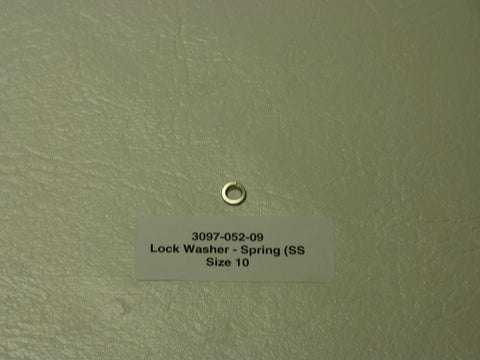 3097-052-09
Lock Washer - Spring (SS
Size 10